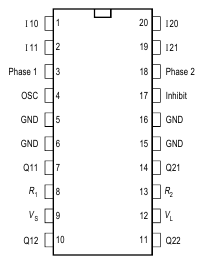 I 10 1 20 I 20
I 11 2 19 I 21
Phase 1 3 18 Phase 2
OSC 4 17 Inhibit
GND 5 16 GND
GND 6 15 GND
Q11 7 14 Q21
R1 8 13 R2
VS 9 12 VL
Q12 10 11 Q22